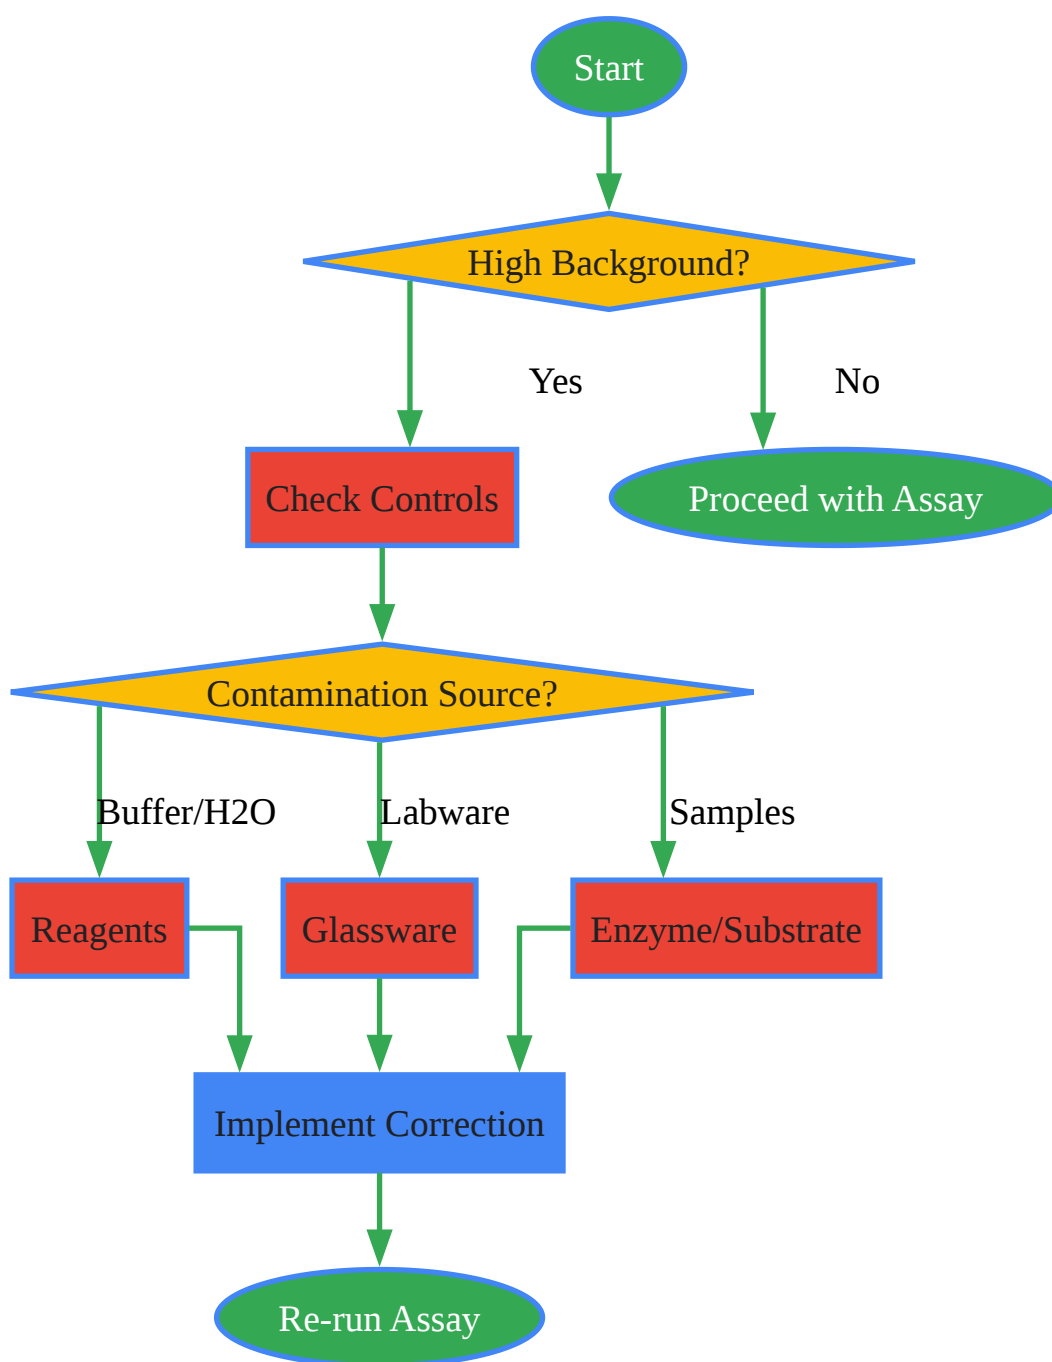 Start
High Background?
Yes
No
Check Controls
Proceed with Assay
Contamination Source?
Buffer/H2O
Labware
Samples
Reagents
Glassware
Enzyme/Substrate
Implement Correction
Re-run Assay